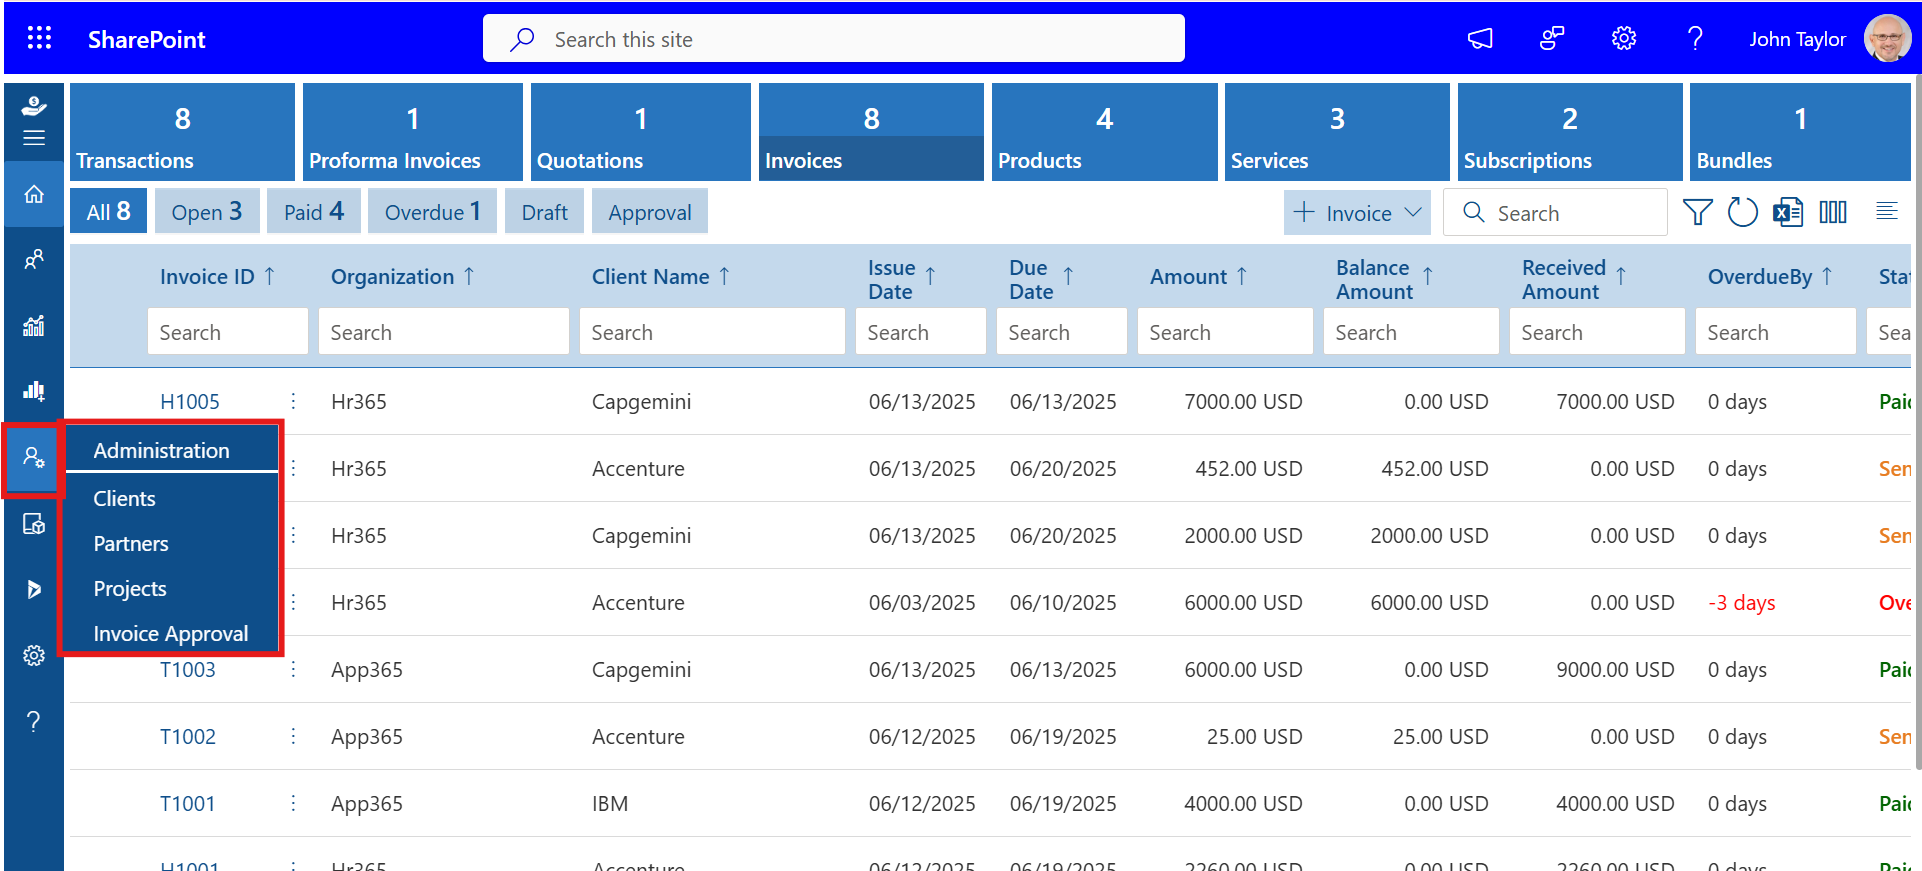 SharePoint
Search this site
John Taylor
8 1 1 8 4 3 2 1
Transactions Proforma Invoices Quotations Invoices Products Services Subscriptions Bundles
All 8 Open 3 Paid 4 Overdue 1 Draft Approval + Invoice Search
Invoice ID ↑ Organization ↑ Client Name ↑ Issue Date ↑ Due Date ↑ Amount ↑ Balance Amount ↑ Received Amount ↑ OverdueBy ↑ Stat
Search Search Search Search Search Search Search Search Search Sea
H1005 Hr365 Capgemini 06/13/2025 06/13/2025 7000.00 USD 0.00 USD 7000.00 USD 0 days Paid
Administration
Clients
Partners
Projects
Invoice Approval
Hr365 Accenture 06/13/2025 06/20/2025 452.00 USD 452.00 USD 0.00 USD 0 days Sen
Hr365 Capgemini 06/13/2025 06/20/2025 2000.00 USD 2000.00 USD 0.00 USD 0 days Sen
Hr365 Accenture 06/03/2025 06/10/2025 6000.00 USD 6000.00 USD 0.00 USD -3 days Ove
T1003 App365 Capgemini 06/13/2025 06/13/2025 6000.00 USD 0.00 USD 9000.00 USD 0 days Paid
T1002 App365 Accenture 06/12/2025 06/19/2025 25.00 USD 25.00 USD 0.00 USD 0 days Sen
T1001 App365 IBM 06/12/2025 06/19/2025 4000.00 USD 0.00 USD 4000.00 USD 0 days Paid
H1001 Hr365 Accenture 06/12/2025 06/19/2025 2260.00 USD 0.00 USD 2260.00 USD 0 days Paid